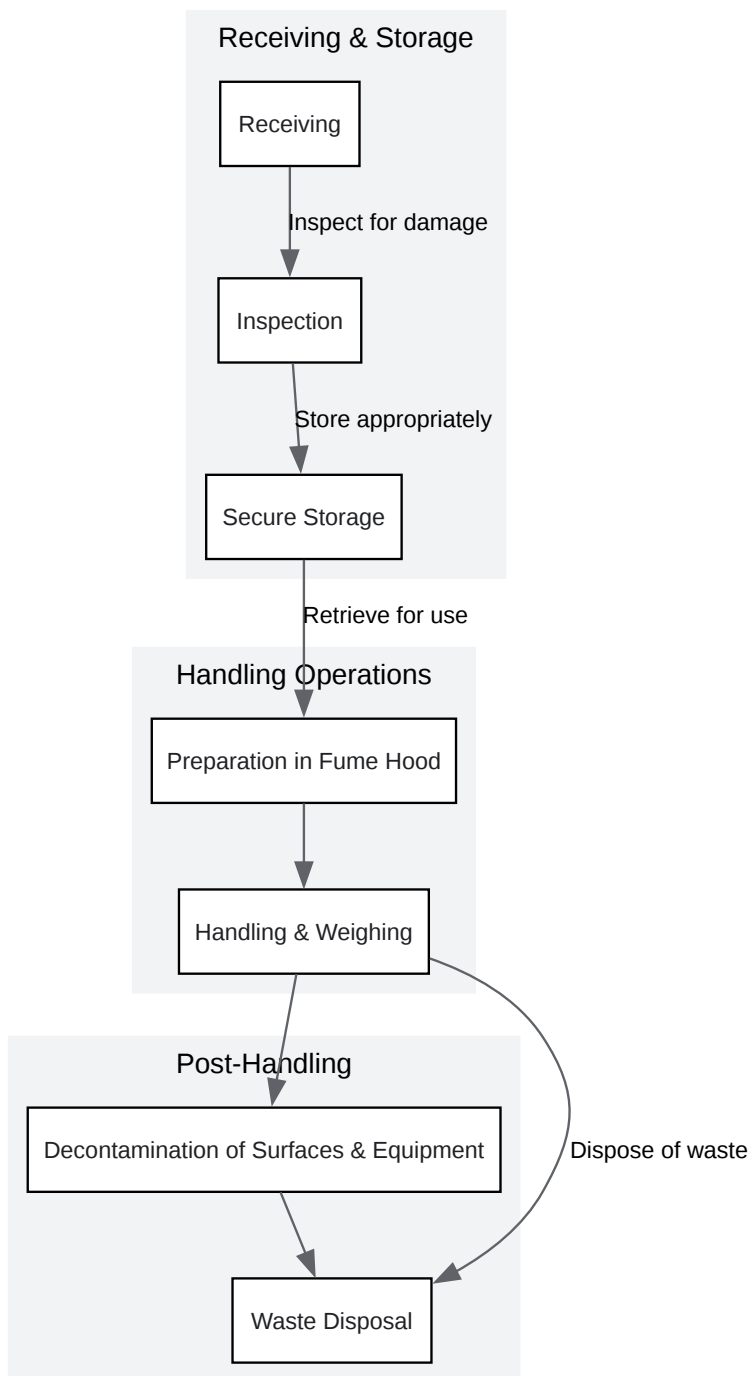 Receiving & Storage
Receiving
Inspect for damage
Inspection
Store appropriately
Secure Storage
Retrieve for use
Handling Operations
Preparation in Fume Hood
Handling & Weighing
Post-Handling
Decontamination of Surfaces & Equipment
Dispose of waste
Waste Disposal